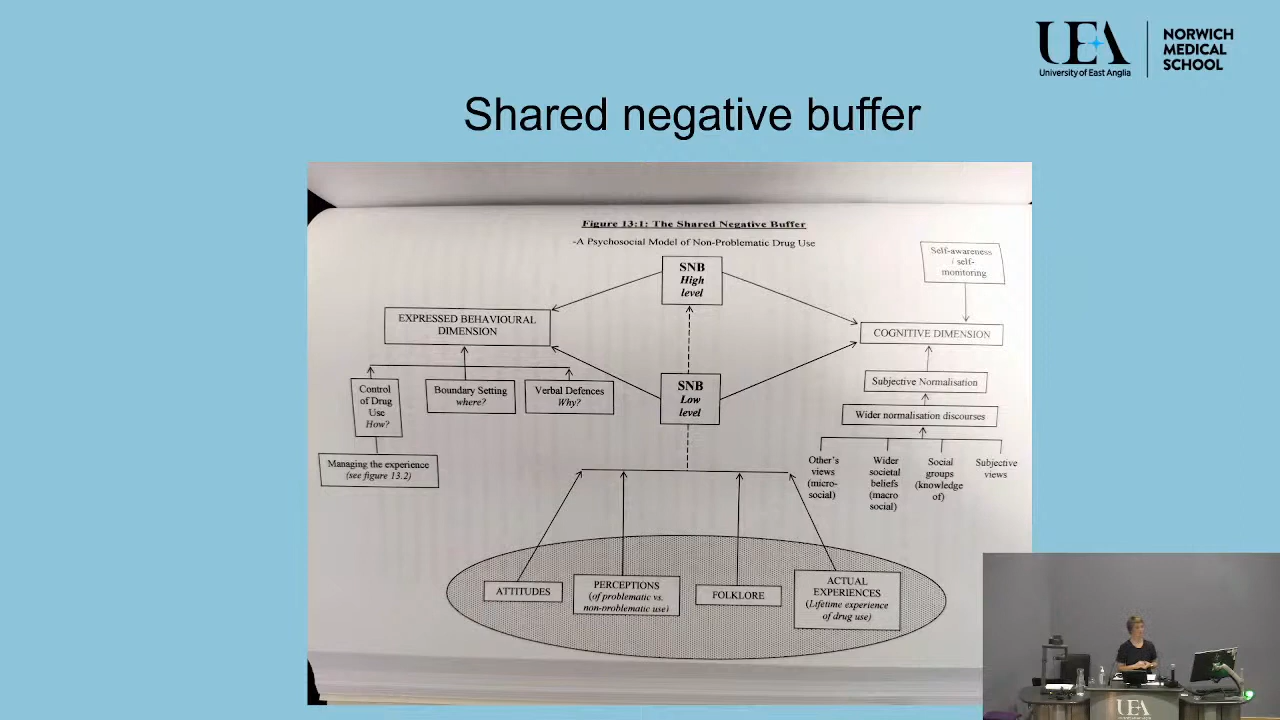 UEA
University of East Anglia
NORWICH
MEDICAL
SCHOOL
Shared negative buffer
Figure 13:1: The Shared Negative Buffer
-A Psychosocial Model of Non-Problematic Drug Use
SNB
High
level
Self-awareness
/ self-
monitoring
EXPRESSED BEHAVIOURAL
DIMENSION
COGNITIVE DIMENSION
SNB
Low
level
Control
of Drug
Use
How?
Boundary Setting
where?
Verbal Defences
Why?
Subjective Normalisation
Wider normalisation discourses
Managing the experience
(see figure 13.2)
Other's
views
(micro-
social)
Wider
societal
beliefs
(macro
social)
Social
groups
(knowledge
of)
Subjective
views
ATTITUDES
PERCEPTIONS
(of problematic vs.
non-problematic use)
FOLKLORE
ACTUAL
EXPERIENCES
(Lifetime experience
of drug use)
UEA